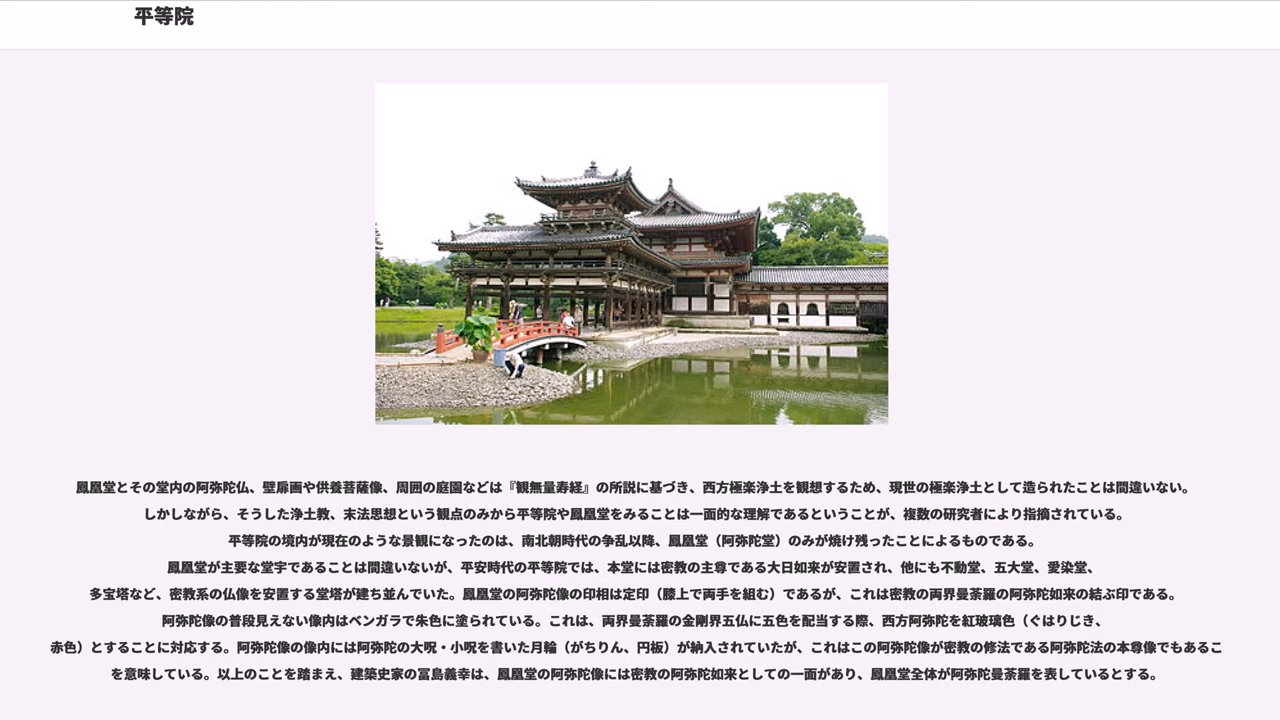 平等院
鳳凰堂とその堂内の阿弥陀仏、壁扉画や供養菩薩像、周囲の庭園などは『観無量寿経』の所説に基づき、西方極楽浄土を観想するため、現世の極楽浄土として造られたことは間違いない。
しかしながら、そうした浄土教、末法思想という観点のみから平等院や鳳凰堂をみることは一面的な理解であるということが、複数の研究者により指摘されている。
平等院の境内が現在のような景観になったのは、南北朝時代の争乱以降、鳳凰堂（阿弥陀堂）のみが焼け残ったことによるものである。
鳳凰堂が主要な堂宇であることは間違いないが、平安時代の平等院では、本堂には密教の主尊である大日如来が安置され、他にも不動堂、五大堂、愛染堂、
多宝塔など、密教系の仏像を安置する堂塔が建ち並んでいた。鳳凰堂の阿弥陀像の印相は定印（膝上で両手を組む）であるが、これは密教の両界曼荼羅の阿弥陀如来の結ぶ印である。
阿弥陀像の普段見えない像内はベンガラで朱色に塗られている。これは、両界曼荼羅の金剛界五仏に五色を配当する際、西方阿弥陀を紅玻璃色（ぐはりじき、
赤色）とすることに対応する。阿弥陀像の像内には阿弥陀の大呪・小呪を書いた月輪（がちりん、円板）が納入されていたが、これはこの阿弥陀像が密教の修法である阿弥陀法の本尊像でもあるこ
を意味している。以上のことを踏まえ、建築史家の冨島義幸は、鳳凰堂の阿弥陀像には密教の阿弥陀如来としての一面があり、鳳凰堂全体が阿弥陀曼荼羅を表しているとする。